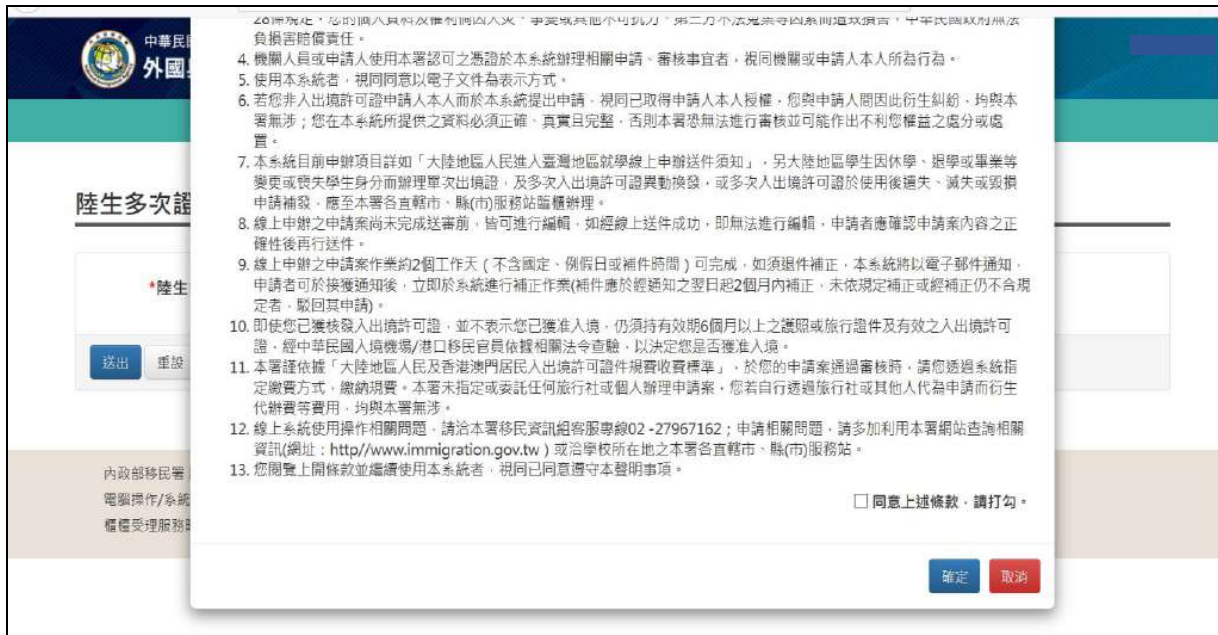 28條規定，您的個人資料及權利倘因天災、事變或其他不可抗力、第三方不法蒐集等因素而遭致損害，中華民國政府無法
負損害賠償責任。
中華民
外國
4. 機關人員或申請人使用本署認可之憑證於本系統辦理相關申請、審核事宜者，視同機關或申請人本人所為行為。
5. 使用本系統者，視同同意以電子文件為表示方式。
6. 若您非入出境許可證申請人本人而於本系統提出申請，視同已取得申請人本人授權，您與申請人間因此衍生糾紛，均與本
署無涉；您在本系統所提供之資料必須正確、真實且完整，否則本署恐無法進行審核並可能作出不利您權益之處分或處
置。
7. 本系統目前申辦項目詳如「大陸地區人民進入臺灣地區就學線上申辦送件須知」，另大陸地區學生因休學、退學或畢業等
變更或喪失學生身分而辦理單次出境證，及多次入出境許可證異動換發，或多次入出境許可證於使用後遺失、滅失或毀損
申請補發，應至本署各直轄市、縣(市)服務站臨櫃辦理。
陸生多次證
8. 線上申辦之申請案尚未完成送審前，皆可進行編輯，如經線上送件成功，即無法進行編輯，申請者應確認申請案內容之正
確性後再行送件。
9. 線上申辦之申請案作業約2個工作天（不含國定、例假日或補件時間）可完成，如須退件補正，本系統將以電子郵件通知，
申請者可於接獲通知後，立即於系統進行補正作業(補件應於經通知之翌日起2個月內補正，未依規定補正或經補正仍不合規
定者，駁回其申請)。
*陸生
10. 即使您已獲核發入出境許可證，並不表示您已獲准入境，仍須持有效期6個月以上之護照或旅行證件及有效之入出境許可
證，經中華民國入境機場/港口移民官員依據相關法令查驗，以決定您是否獲准入境。
送出 重設
11. 本署謹依據「大陸地區人民及香港澳門居民入出境許可證件規費收費標準」，於您的申請案通過審核時，請您透過系統指
定繳費方式，繳納規費。本署未指定或委託任何旅行社或個人辦理申請案，您若自行透過旅行社或其他人代為申請而衍生
代辦費等費用，均與本署無涉。
12. 線上系統使用操作相關問題，請洽本署移民資訊組客服專線02 -27967162；申請相關問題，請多加利用本署網站查詢相關
資訊(網址：http//www.immigration.gov.tw）或洽學校所在地之本署各直轄市、縣(市)服務站。
13. 您閱覽上開條款並繼續使用本系統者，視同已同意遵守本聲明事項。
內政部移民署
電腦操作/系統
櫃檯受理服務時
同意上述條款，請打勾。
確定 取消